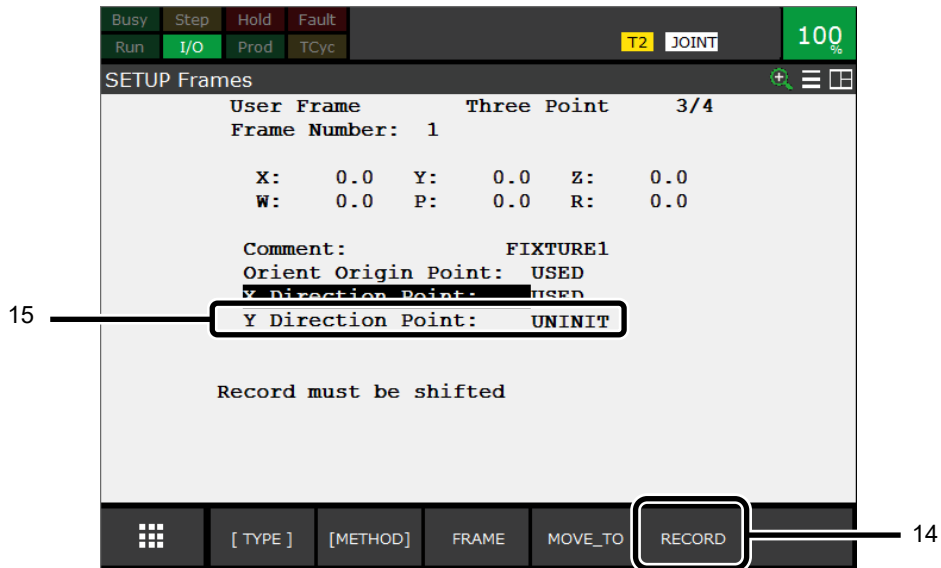 Busy Step Hold Fault
Run I/O Prod TCyc T2 JOINT 100 %
SETUP Frames
User Frame Three Point 3/4
Frame Number: 1
X: 0.0 Y: 0.0 Z: 0.0
W: 0.0 P: 0.0 R: 0.0
Comment: FIXTURE1
Orient Origin Point: USED
X Direction Point: USED
15
Y Direction Point: UNINIT
Record must be shifted
[ TYPE ] [METHOD] FRAME MOVE_TO RECORD
14